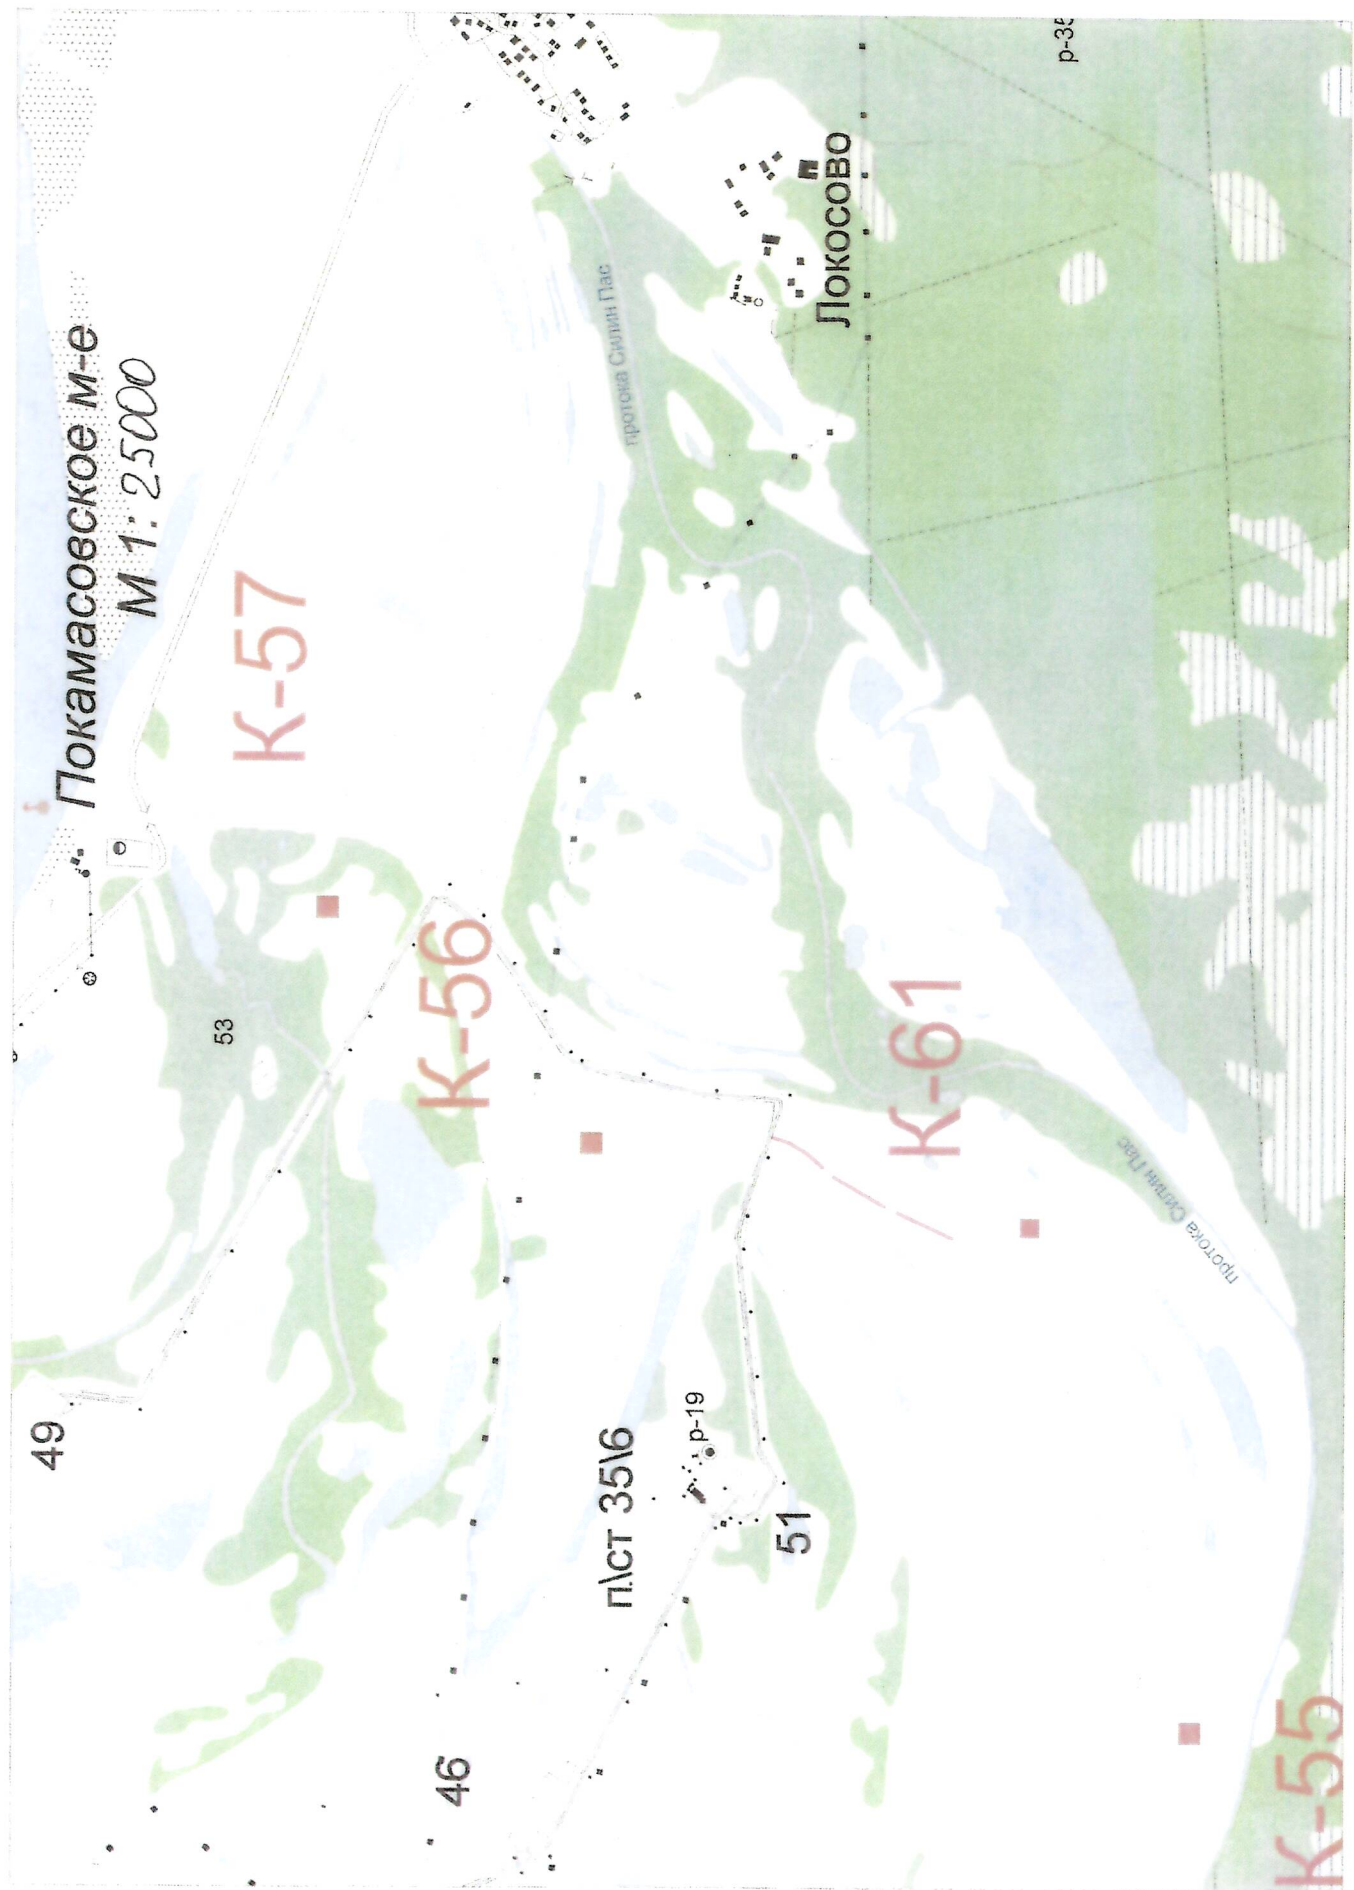 Покамасовское м-е
М 1: 25000
К-57
К-56
К-61
К-55
49
53
46
п\ст 35\6
р-19
51
протока Силин Пас
протока Силин Пас
Локосово
р-35